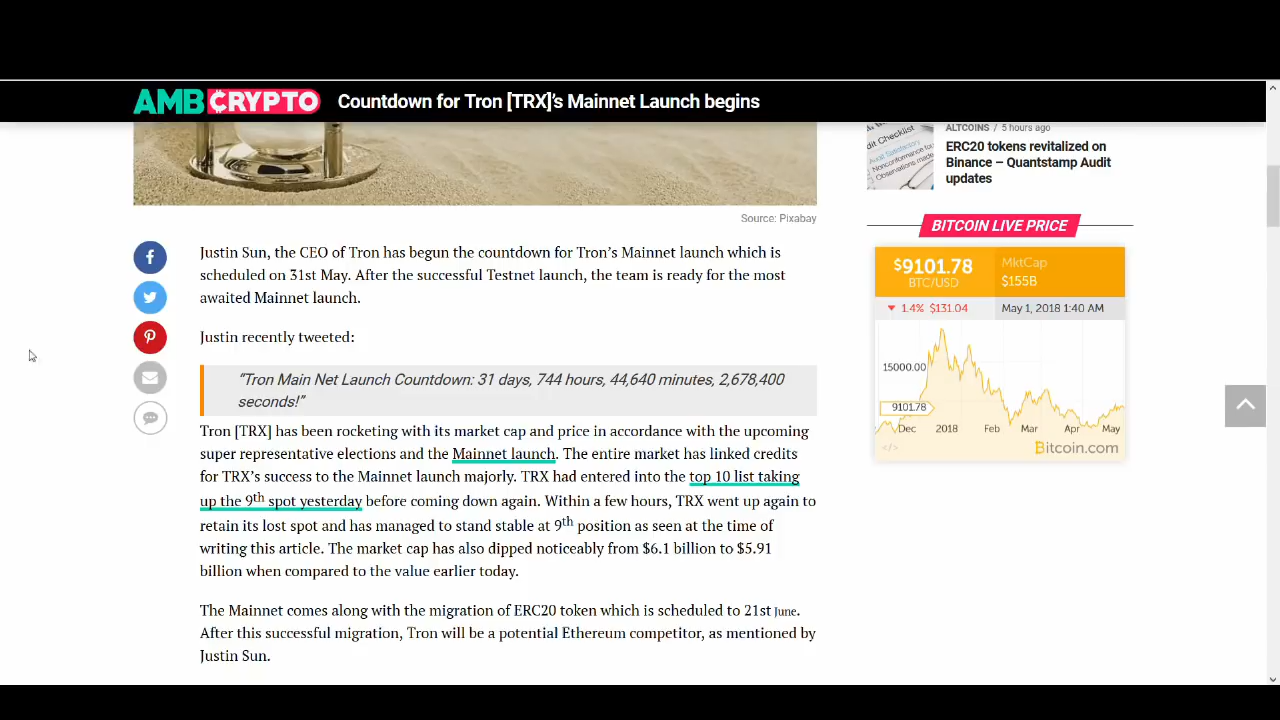 AMBCRYPTO
Countdown for Tron [TRX]'s Mainnet Launch begins
ALTCOINS / 5 hours ago
ERC20 tokens revitalized on
Binance – Quantstamp Audit
updates
Source: Pixabay
Justin Sun, the CEO of Tron has begun the countdown for Tron's Mainnet launch which is
scheduled on 31st May. After the successful Testnet launch, the team is ready for the most
awaited Mainnet launch.
Justin recently tweeted:
"Tron Main Net Launch Countdown: 31 days, 744 hours, 44,640 minutes, 2,678,400
seconds!"
Tron [TRX] has been rocketing with its market cap and price in accordance with the upcoming
super representative elections and the Mainnet launch. The entire market has linked credits
for TRX's success to the Mainnet launch majorly. TRX had entered into the top 10 list taking
up the 9th spot yesterday before coming down again. Within a few hours, TRX went up again to
retain its lost spot and has managed to stand stable at 9th position as seen at the time of
writing this article. The market cap has also dipped noticeably from $6.1 billion to $5.91
billion when compared to the value earlier today.
The Mainnet comes along with the migration of ERC20 token which is scheduled to 21st June.
After this successful migration, Tron will be a potential Ethereum competitor, as mentioned by
Justin Sun.
BITCOIN LIVE PRICE
$9101.78
BTC/USD
MktCap
$155B
1.4% $131.04
May 1, 2018 1:40 AM
15000.00
9101.78
Dec 2018 Feb Mar Apr May
</>
Bitcoin.com